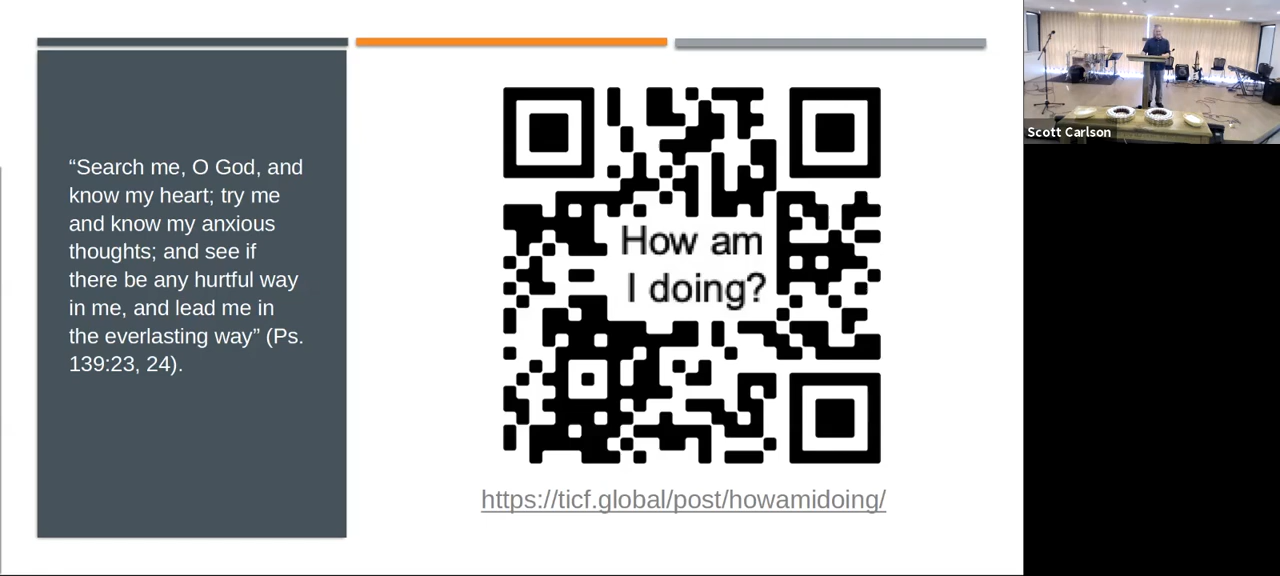 “Search me, O God, and
know my heart; try me
and know my anxious
thoughts; and see if
there be any hurtful way
in me, and lead me in
the everlasting way” (Ps.
139:23, 24).
How am
I doing?
https://ticf.global/post/howamidoing/
Scott Carlson